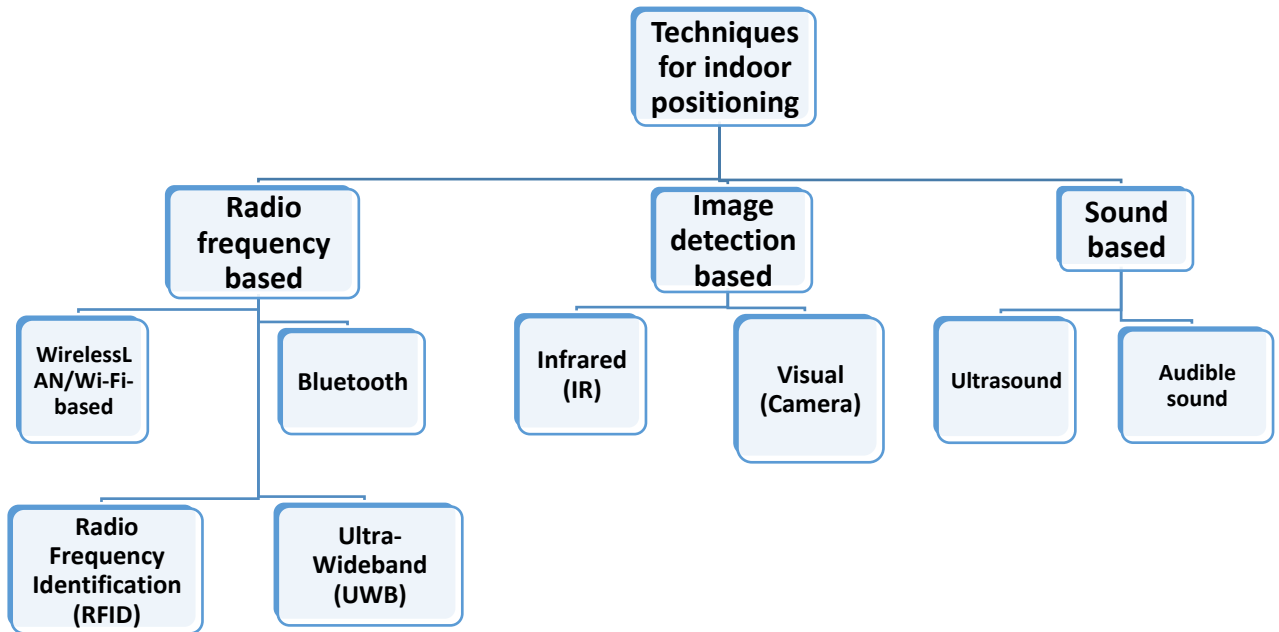 Techniques
for indoor
positioning
Radio
frequency
based
Image
detection
based
Sound
based
WirelessL
AN/Wi-Fi-
based
Bluetooth
Infrared
(IR)
Visual
(Camera)
Ultrasound
Audible
sound
Radio
Frequency
Identification
(RFID)
Ultra-
Wideband
(UWB)